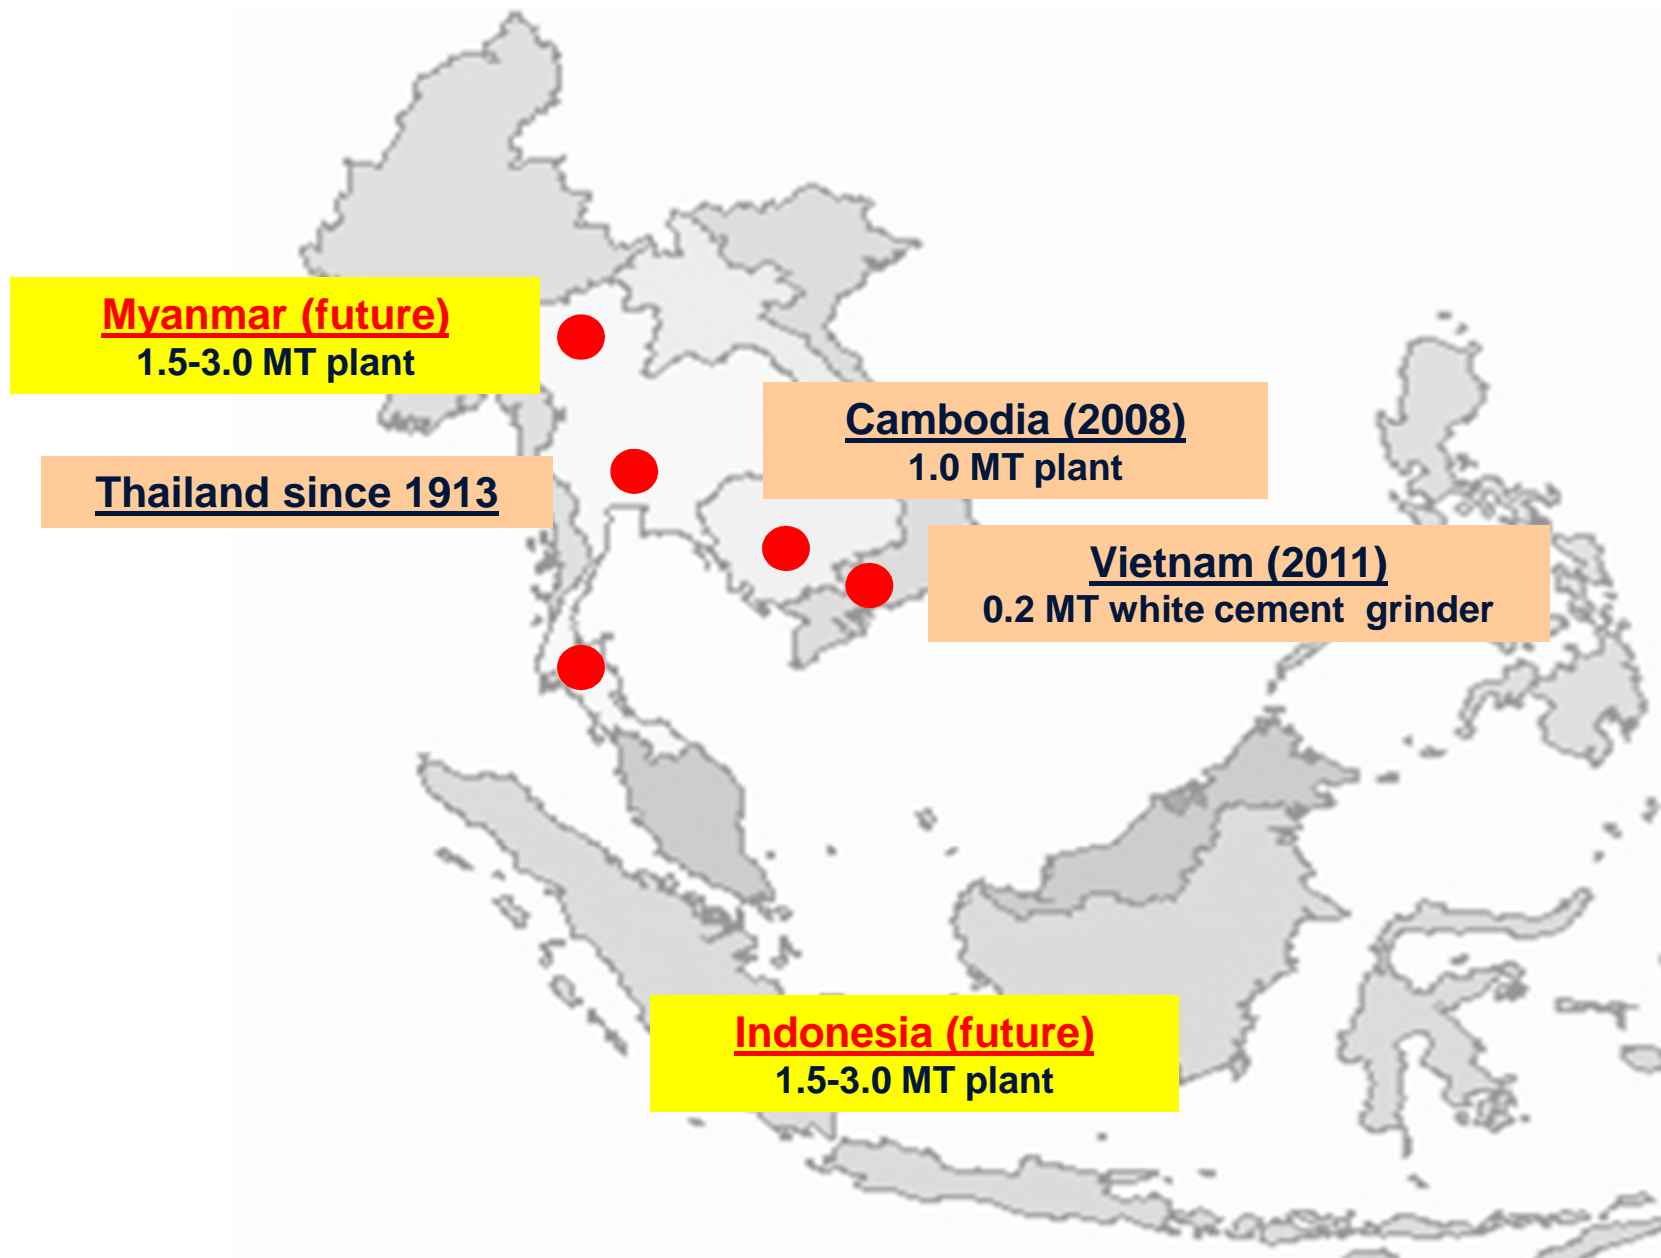 Myanmar (future)
1.5-3.0 MT plant
Cambodia (2008)
1.0 MT plant
Thailand since 1913
Vietnam (2011)
0.2 MT white cement  grinder
Indonesia (future)
1.5-3.0 MT plant